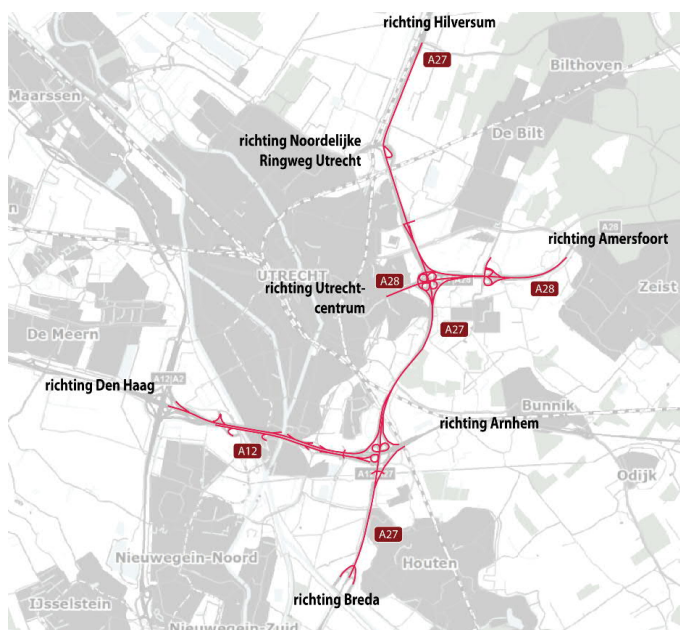 richting Hilversum
A27
Bilthoven
Maarssen
De Bilt
richting Noordelijke
Ringweg Utrecht
A28
richting Amersfoort
UTRECHT
A28
richting Utrecht-
centrum
A28
Zeist
A27
De Meern
A12 A2
richting Den Haag
Bunnik
richting Arnhem
A12
Odijk
A27
Nieuwegein-Noord
Houten
richting Breda
IJsselstein
Nieuwegein-Zuid